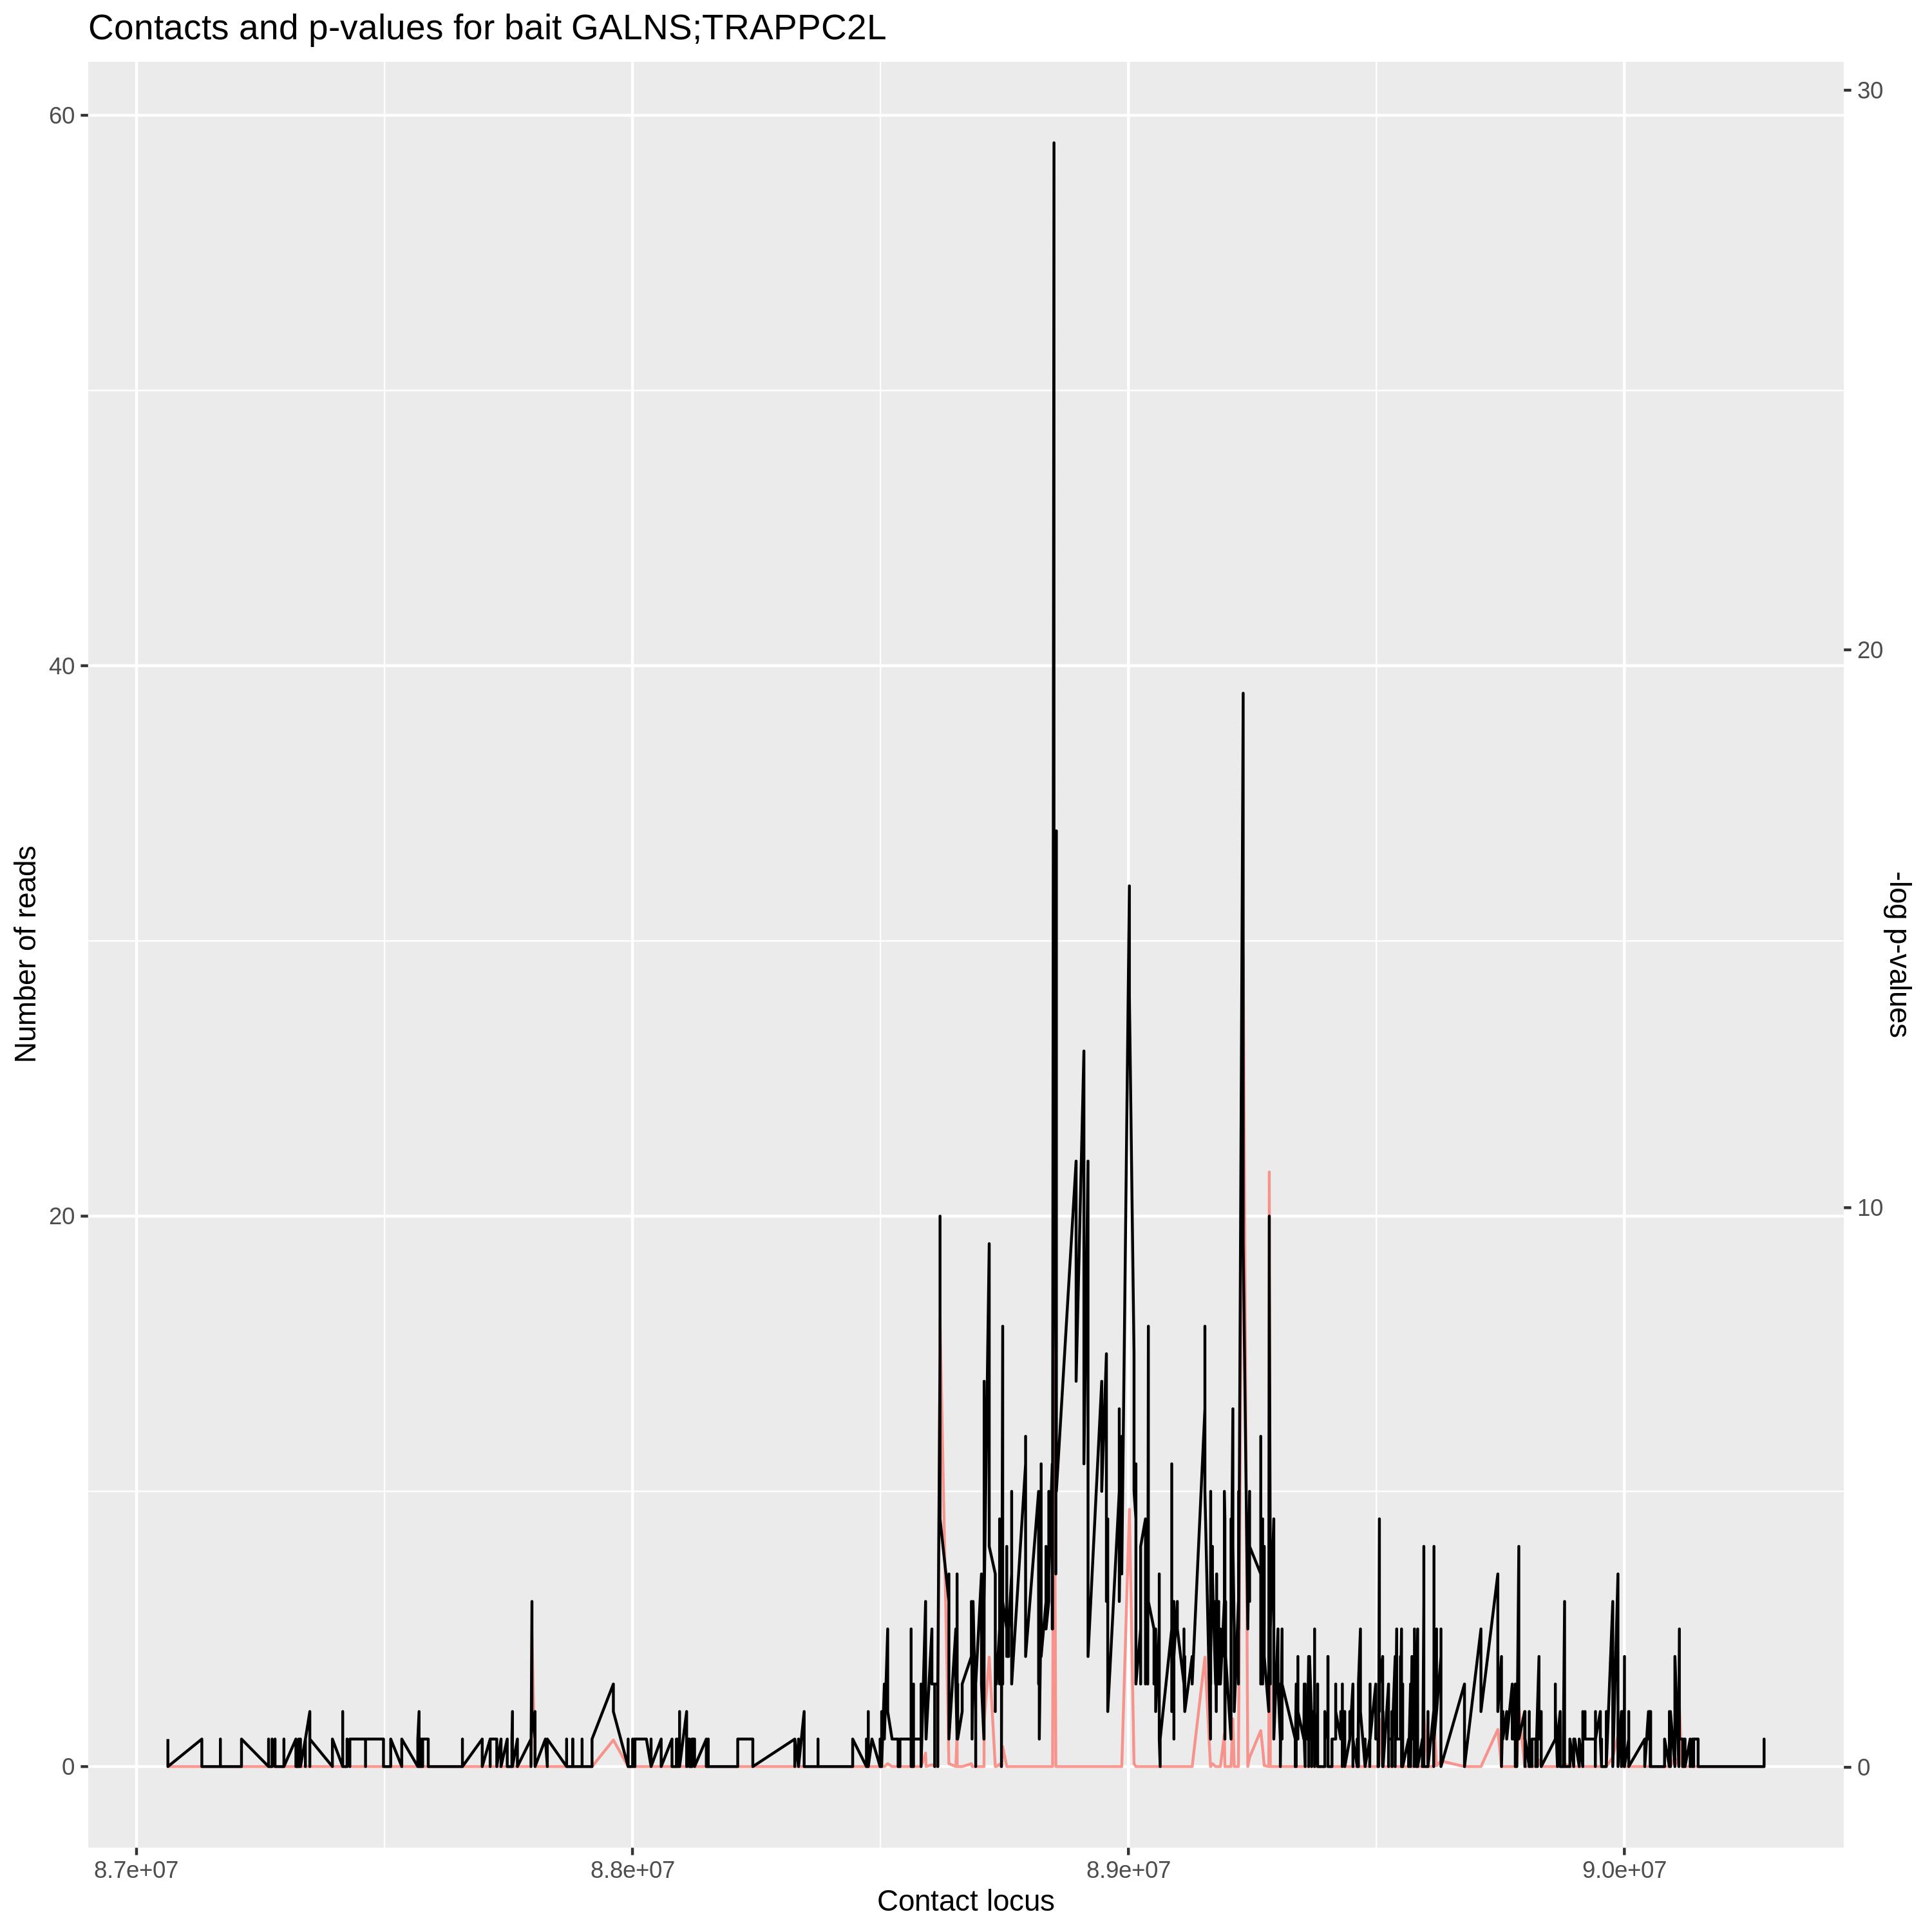 Contacts and p-values for bait GALNS;TRAPPC2L
60
40
20
0
30
20
10
0
Number of reads
-log p-values
8.7e+07
8.8e+07
8.9e+07
9.0e+07
Contact locus